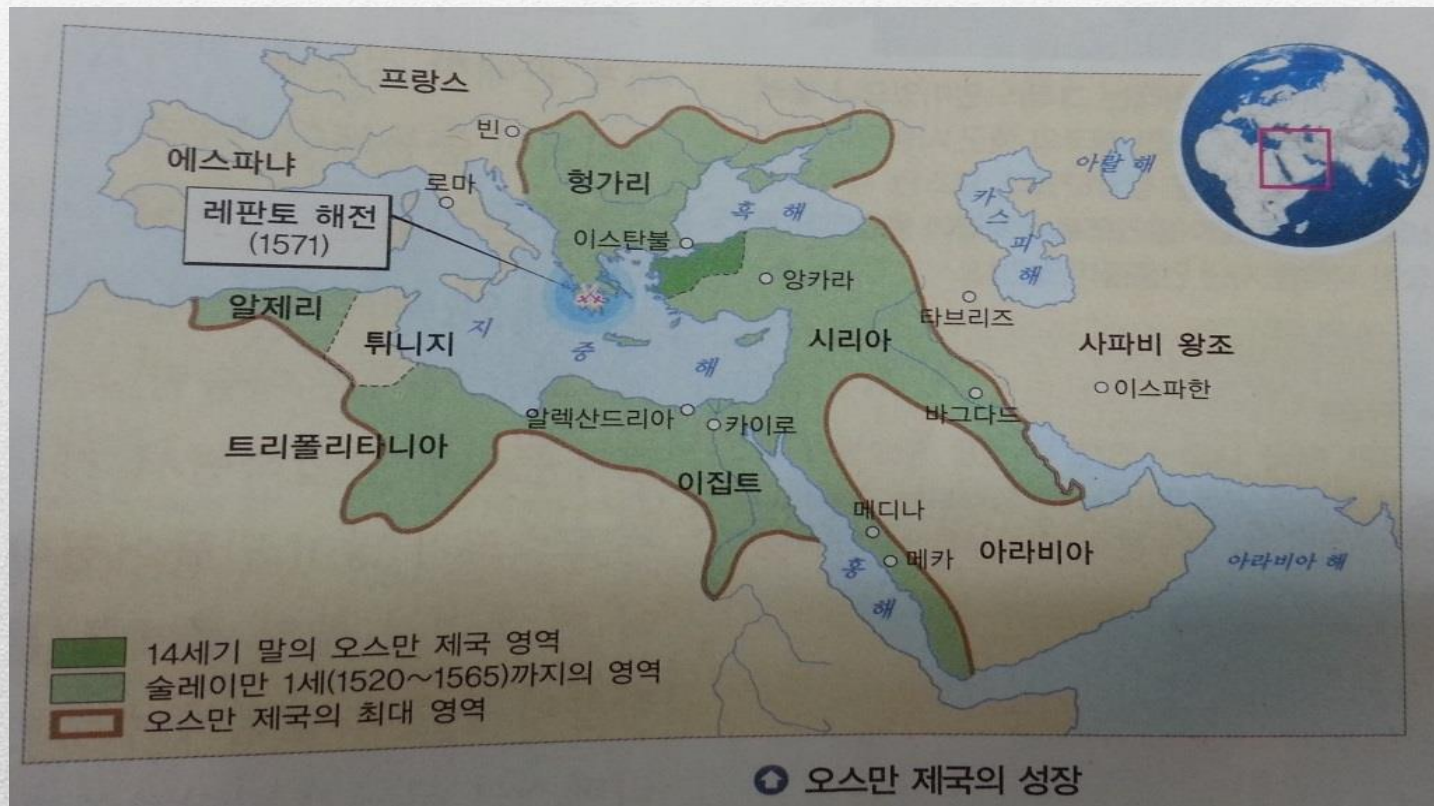 프랑스
빈
에스파냐
로마
헝가리
레판토 해전
(1571)
흑 해
카스피해
아랄 해
이스탄불
앙카라
알제리
튀니지
지 중 해
시리아
타브리즈
사파비 왕조
이스파한
바그다드
알렉산드리아
카이로
트리폴리타니아
이집트
메디나
메카
홍해
아라비아
아라비아 해
14세기 말의 오스만 제국 영역
술레이만 1세(1520~1565)까지의 영역
오스만 제국의 최대 영역
오스만 제국의 성장